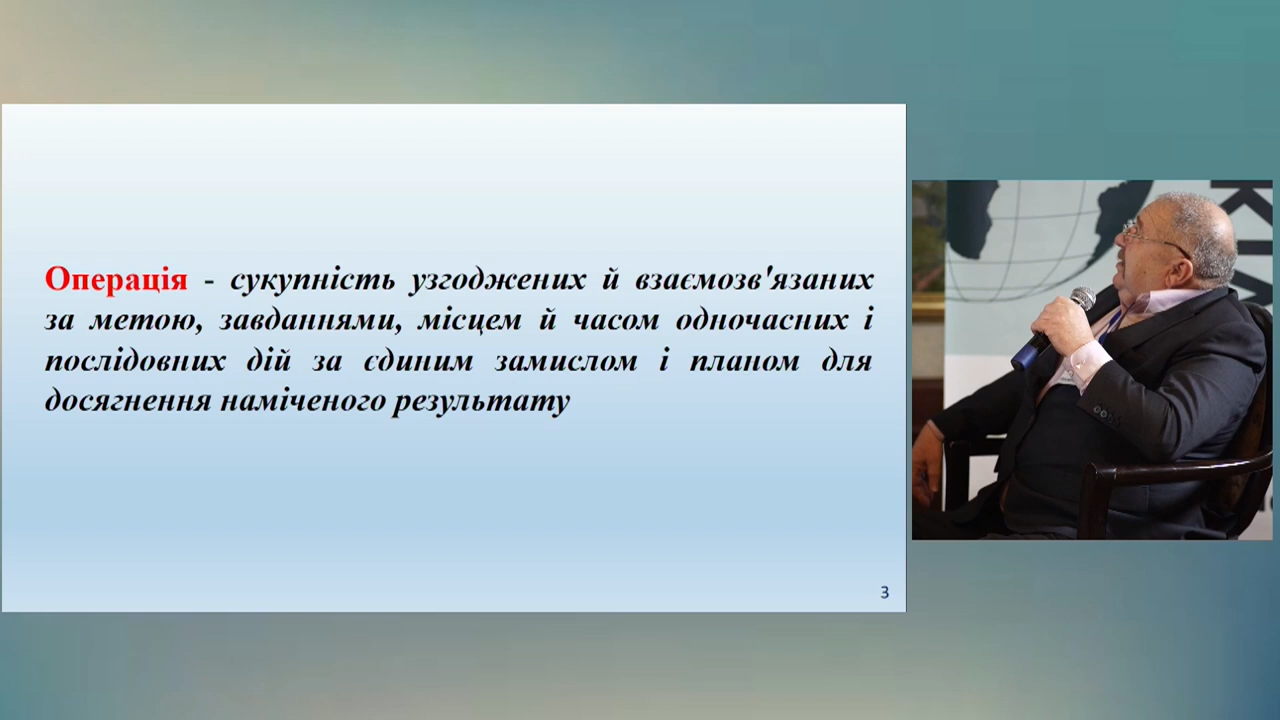 Операція - сукупність узгоджених й взаємозв'язаних
за метою, завданнями, місцем й часом одночасних і
послідовних дій за єдиним замислом і планом для
досягнення наміченого результату
3